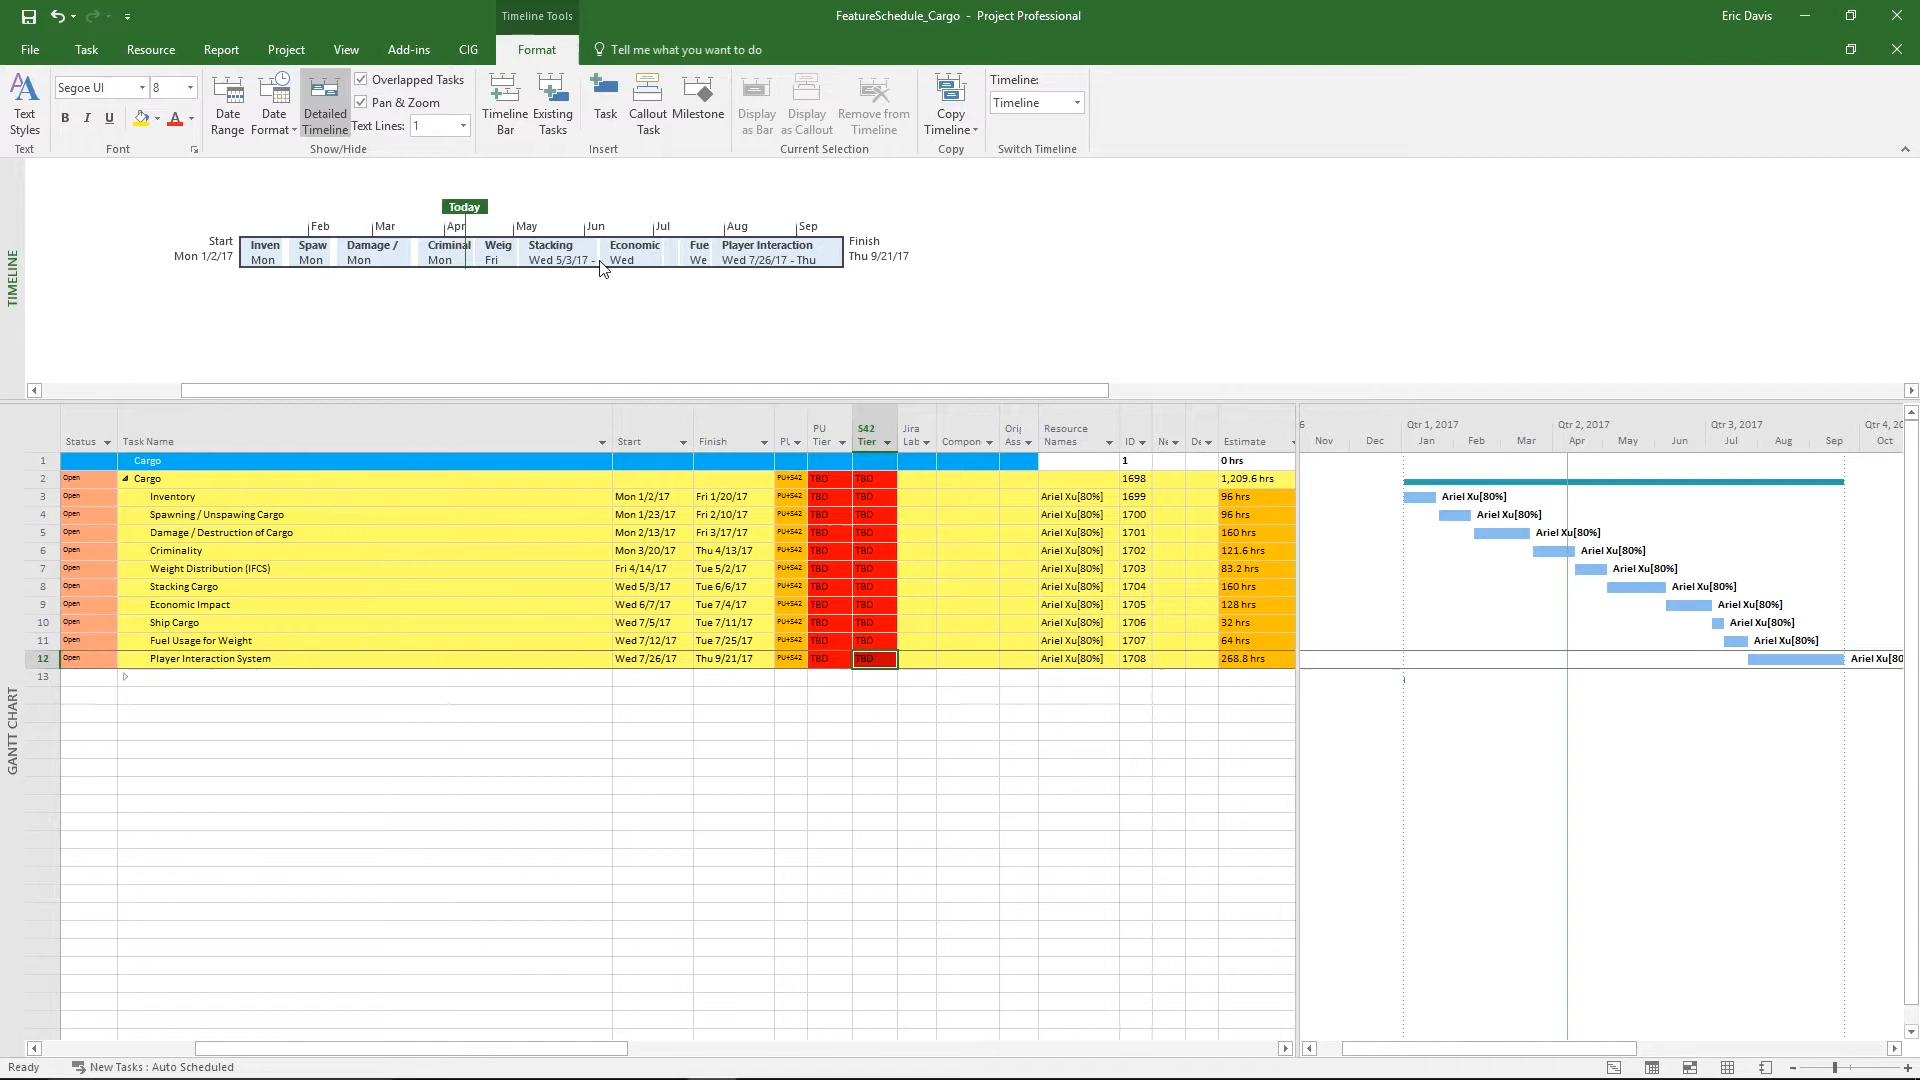 Timeline Tools
FeatureSchedule_Cargo - Project Professional
Eric Davis
File Task Resource Report Project View Add-ins CIG Format Tell me what you want to do
Text Styles
Segoe UI 8
B I U A
Date Range
Date Format
Detailed Timeline
Overlapped Tasks
Pan & Zoom
Text Lines: 1
Timeline Bar
Existing Tasks
Task
Callout Task
Milestone
Display as Bar
Display as Callout
Remove from Timeline
Copy Timeline
Timeline:
Timeline
Text Font Show/Hide Insert Current Selection Copy Switch Timeline
TIMELINE
Today
Feb Mar Apr May Jun Jul Aug Sep
Start
Mon 1/2/17
Inven Spaw Damage / Criminal Weig Stacking Economic Fue Player Interaction
Mon Mon Mon Mon Fri Wed 5/3/17 - Wed We Wed 7/26/17 - Thu
Finish
Thu 9/21/17
GANTT CHART
Status Task Name Start Finish PU PU Tier S42 Tier Jira Lab Compon Orig Ass Resource Names ID Ne De Estimate
6 Qtr 1, 2017 Qtr 2, 2017 Qtr 3, 2017 Qtr 4, 20
Nov Dec Jan Feb Mar Apr May Jun Jul Aug Sep Oct
1 Cargo 1 0 hrs
2 Open Cargo PU+S42 TBD TBD 1698 1,209.6 hrs
3 Open Inventory Mon 1/2/17 Fri 1/20/17 PU+S42 TBD TBD Ariel Xu[80%] 1699 96 hrs Ariel Xu[80%]
4 Open Spawning / Unspawing Cargo Mon 1/23/17 Fri 2/10/17 PU+S42 TBD TBD Ariel Xu[80%] 1700 96 hrs Ariel Xu[80%]
5 Open Damage / Destruction of Cargo Mon 2/13/17 Fri 3/17/17 PU+S42 TBD TBD Ariel Xu[80%] 1701 160 hrs Ariel Xu[80%]
6 Open Criminality Mon 3/20/17 Thu 4/13/17 PU+S42 TBD TBD Ariel Xu[80%] 1702 121.6 hrs Ariel Xu[80%]
7 Open Weight Distribution (IFCS) Fri 4/14/17 Tue 5/2/17 PU+S42 TBD TBD Ariel Xu[80%] 1703 83.2 hrs Ariel Xu[80%]
8 Open Stacking Cargo Wed 5/3/17 Tue 6/6/17 PU+S42 TBD TBD Ariel Xu[80%] 1704 160 hrs Ariel Xu[80%]
9 Open Economic Impact Wed 6/7/17 Tue 7/4/17 PU+S42 TBD TBD Ariel Xu[80%] 1705 128 hrs Ariel Xu[80%]
10 Open Ship Cargo Wed 7/5/17 Tue 7/11/17 PU+S42 TBD TBD Ariel Xu[80%] 1706 32 hrs Ariel Xu[80%]
11 Open Fuel Usage for Weight Wed 7/12/17 Tue 7/25/17 PU+S42 TBD TBD Ariel Xu[80%] 1707 64 hrs Ariel Xu[80%]
12 Open Player Interaction System Wed 7/26/17 Thu 9/21/17 PU+S42 TBD TBD Ariel Xu[80%] 1708 268.8 hrs Ariel Xu[80
13
Ready New Tasks : Auto Scheduled